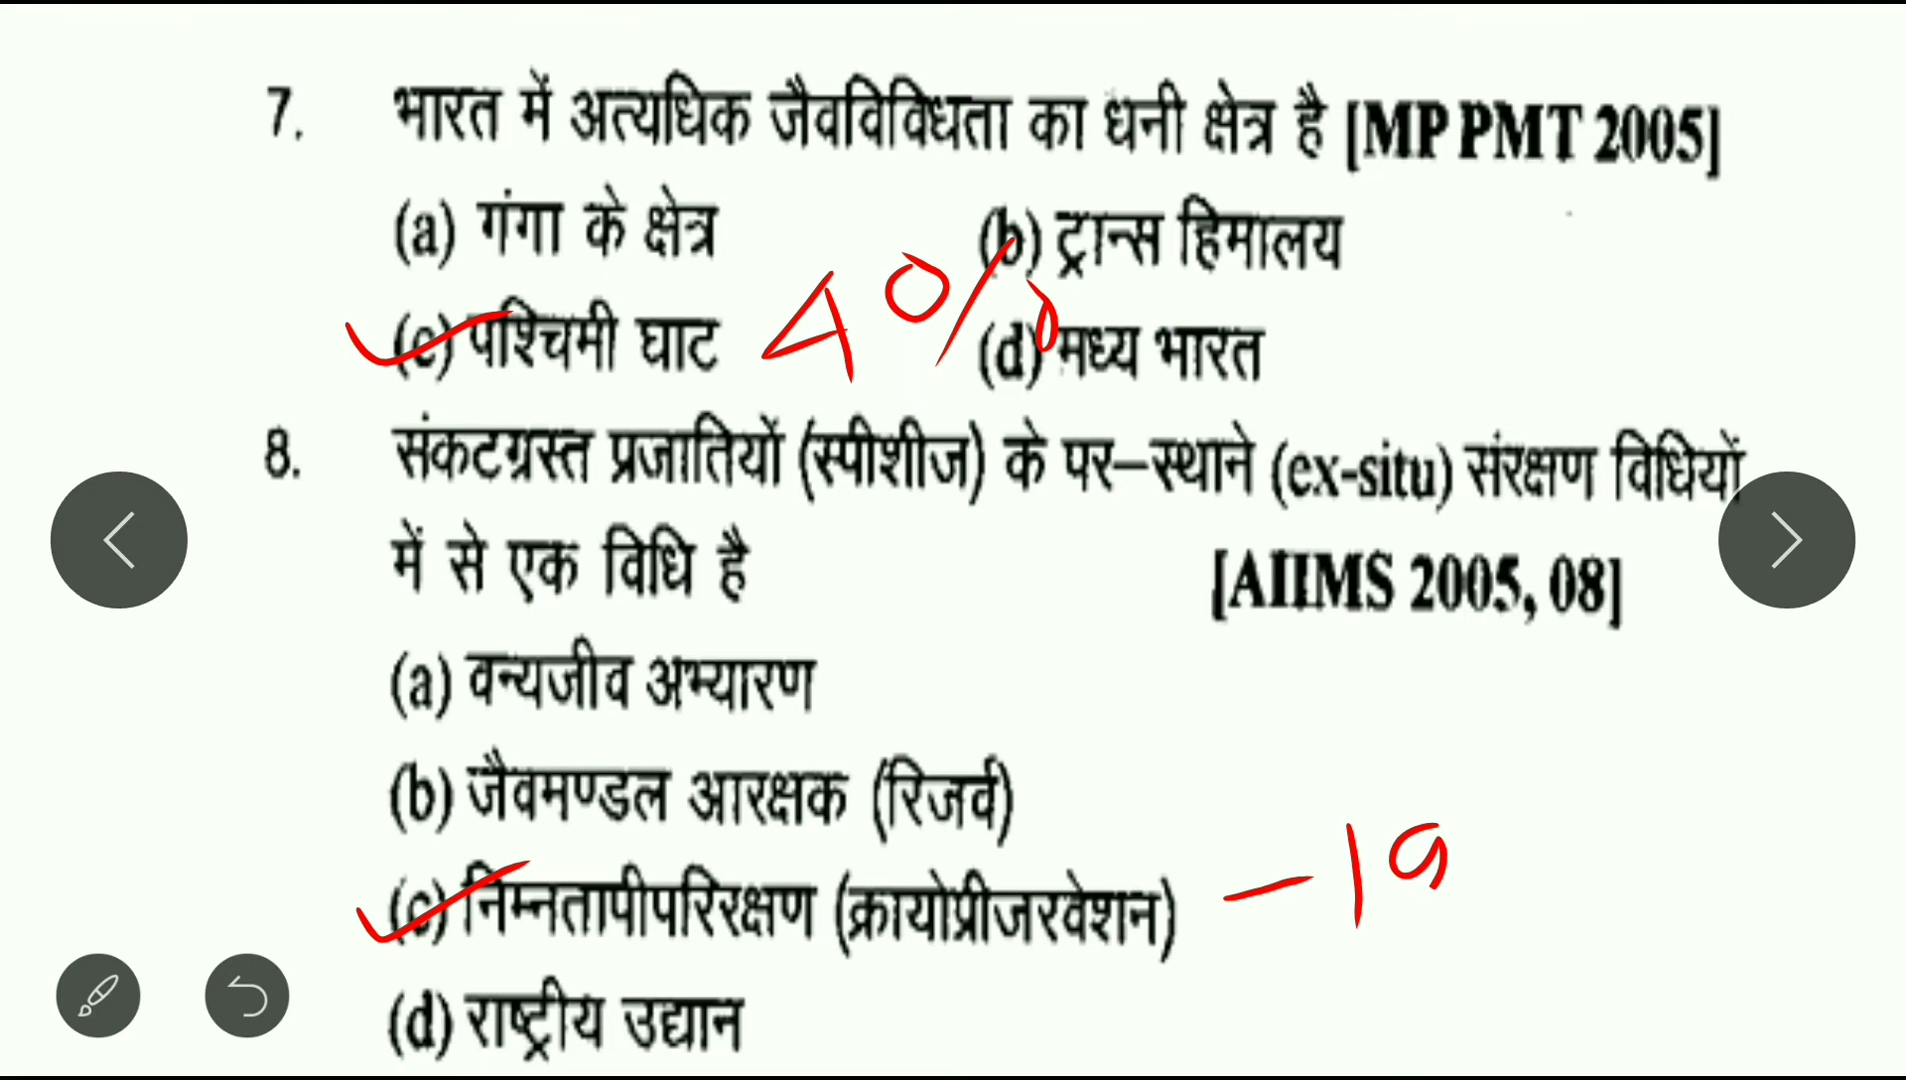 7. भारत में अत्यधिक जैवविविधता का धनी क्षेत्र है [MP PMT 2005]
(a) गंगा के क्षेत्र (b) ट्रान्स हिमालय
(c) पश्चिमी घाट 40% (d) मध्य भारत
8. संकटग्रस्त प्रजातियों (स्पीशीज) के पर–स्थाने (ex-situ) संरक्षण विधियों
में से एक विधि है [AIIMS 2005, 08]
(a) वन्यजीव अभ्यारण
(b) जैवमण्डल आरक्षक (रिजर्व)
(c) निम्नतापीपरिरक्षण (क्रायोप्रीजरवेशन) -19
(d) राष्ट्रीय उद्यान